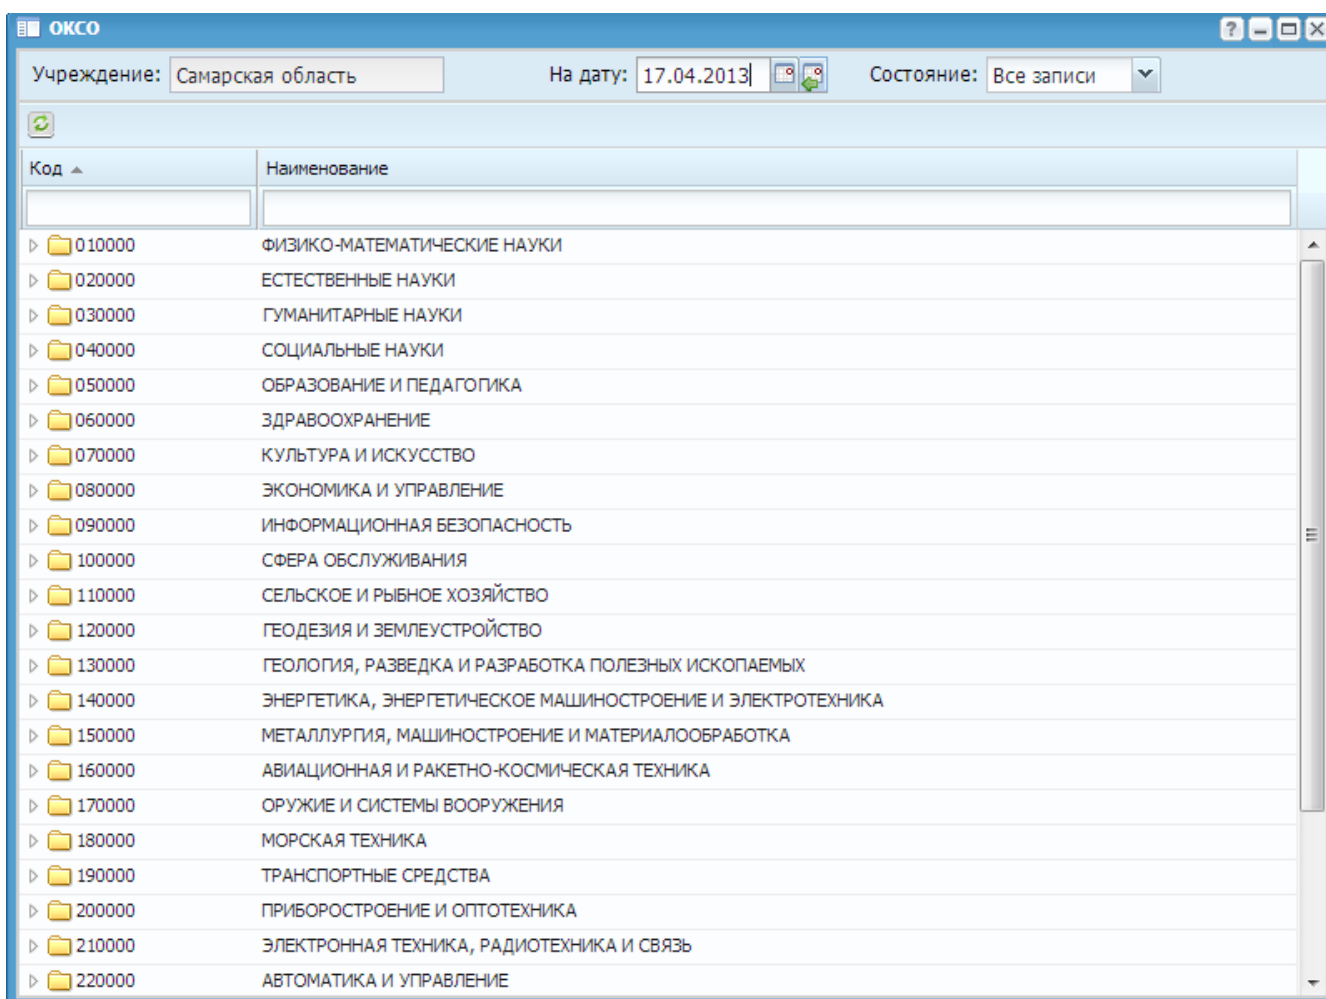 ОКСО
Учреждение: Самарская область На дату: 17.04.2013 Состояние: Все записи
Код Наименование
010000 ФИЗИКО-МАТЕМАТИЧЕСКИЕ НАУКИ
020000 ЕСТЕСТВЕННЫЕ НАУКИ
030000 ГУМАНИТАРНЫЕ НАУКИ
040000 СОЦИАЛЬНЫЕ НАУКИ
050000 ОБРАЗОВАНИЕ И ПЕДАГОГИКА
060000 ЗДРАВООХРАНЕНИЕ
070000 КУЛЬТУРА И ИСКУССТВО
080000 ЭКОНОМИКА И УПРАВЛЕНИЕ
090000 ИНФОРМАЦИОННАЯ БЕЗОПАСНОСТЬ
100000 СФЕРА ОБСЛУЖИВАНИЯ
110000 СЕЛЬСКОЕ И РЫБНОЕ ХОЗЯЙСТВО
120000 ГЕОДЕЗИЯ И ЗЕМЛЕУСТРОЙСТВО
130000 ГЕОЛОГИЯ, РАЗВЕДКА И РАЗРАБОТКА ПОЛЕЗНЫХ ИСКОПАЕМЫХ
140000 ЭНЕРГЕТИКА, ЭНЕРГЕТИЧЕСКОЕ МАШИНОСТРОЕНИЕ И ЭЛЕКТРОТЕХНИКА
150000 МЕТАЛЛУРГИЯ, МАШИНОСТРОЕНИЕ И МАТЕРИАЛООБРАБОТКА
160000 АВИАЦИОННАЯ И РАКЕТНО-КОСМИЧЕСКАЯ ТЕХНИКА
170000 ОРУЖИЕ И СИСТЕМЫ ВООРУЖЕНИЯ
180000 МОРСКАЯ ТЕХНИКА
190000 ТРАНСПОРТНЫЕ СРЕДСТВА
200000 ПРИБОРОСТРОЕНИЕ И ОПТОТЕХНИКА
210000 ЭЛЕКТРОННАЯ ТЕХНИКА, РАДИОТЕХНИКА И СВЯЗЬ
220000 АВТОМАТИКА И УПРАВЛЕНИЕ